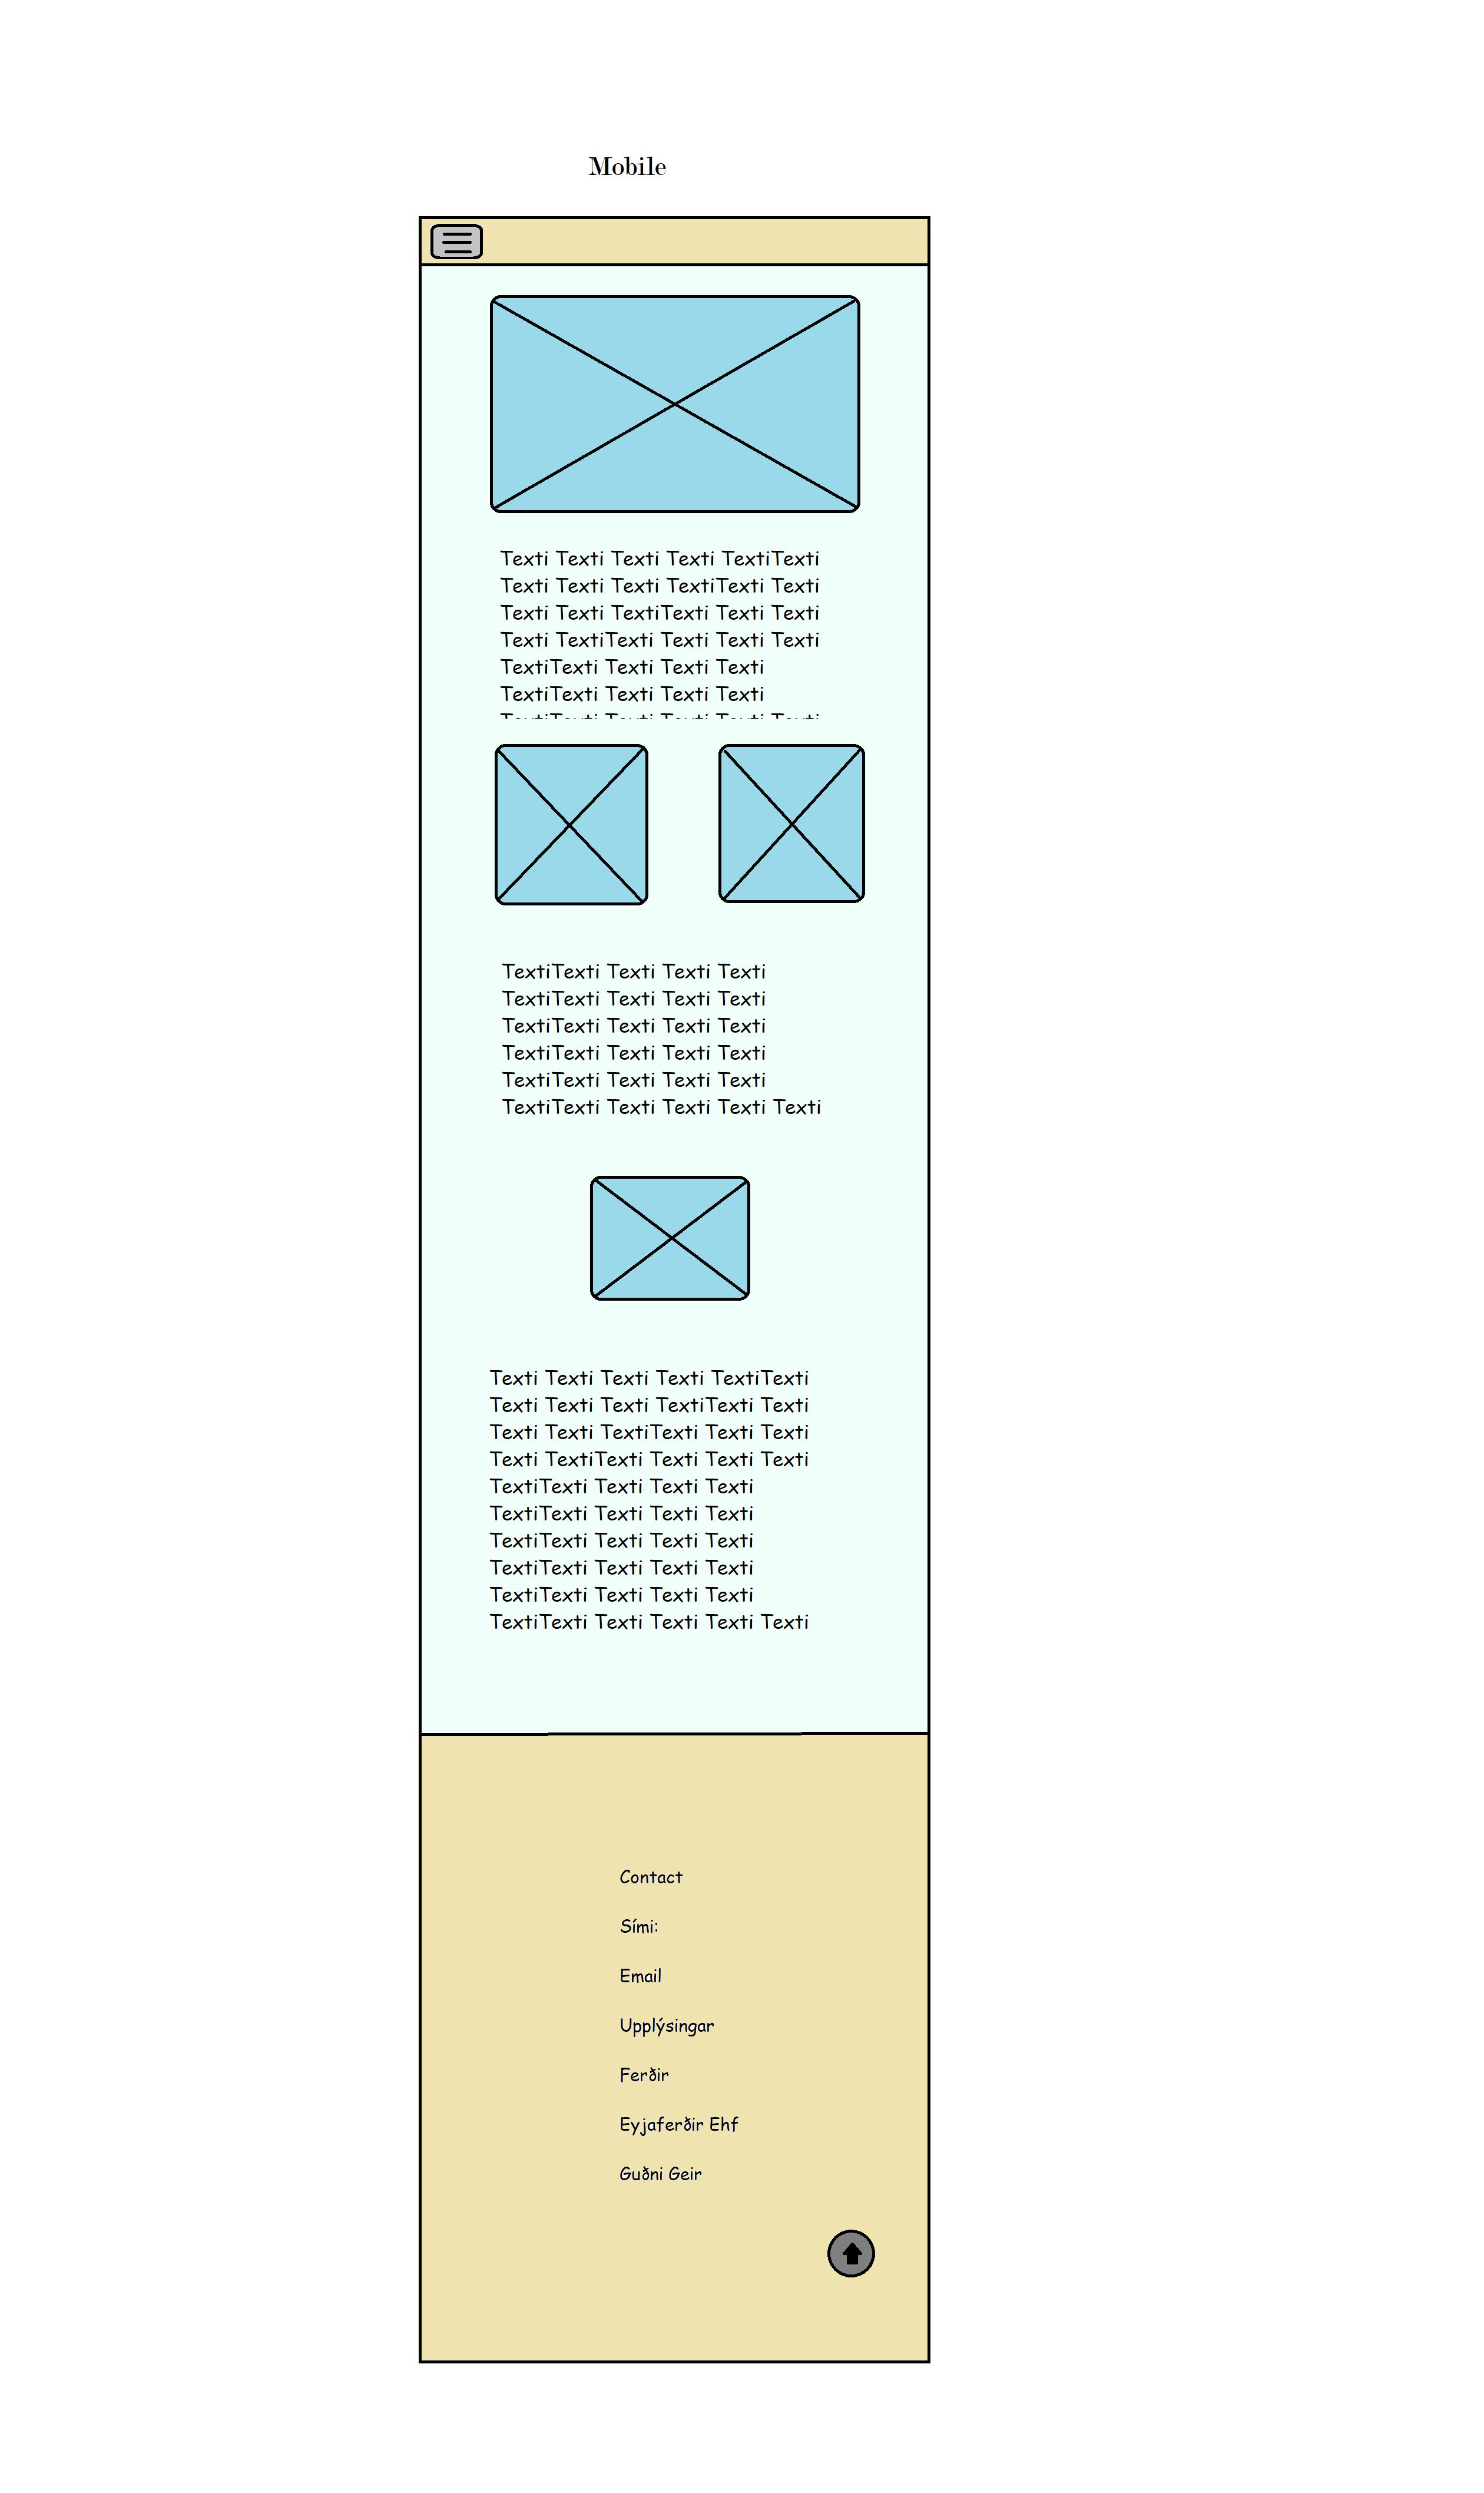 Mobile
Texti Texti Texti Texti TextiTexti
Texti Texti Texti TextiTexti Texti
Texti Texti TextiTexti Texti Texti
Texti TextiTexti Texti Texti Texti
TextiTexti Texti Texti Texti
TextiTexti Texti Texti Texti
TextiTexti Texti Texti Texti
TextiTexti Texti Texti Texti
TextiTexti Texti Texti Texti
TextiTexti Texti Texti Texti
TextiTexti Texti Texti Texti
TextiTexti Texti Texti Texti Texti
Texti Texti Texti Texti TextiTexti
Texti Texti Texti TextiTexti Texti
Texti Texti TextiTexti Texti Texti
Texti TextiTexti Texti Texti Texti
TextiTexti Texti Texti Texti
TextiTexti Texti Texti Texti
TextiTexti Texti Texti Texti
TextiTexti Texti Texti Texti
TextiTexti Texti Texti Texti
TextiTexti Texti Texti Texti Texti
Contact
Sími:
Email
Upplýsingar
Ferðir
Eyjaferðir Ehf
Guðni Geir